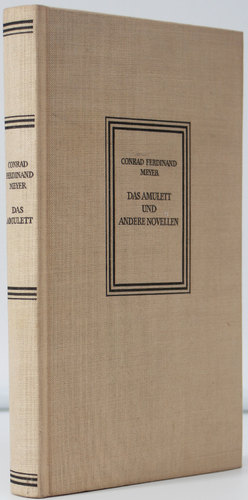 CONRAD
FERDINAND
MEYER
DAS
AMULETT
CONRAD FERDINAND
MEYER
DAS AMULETT
UND
ANDERE NOVELLEN